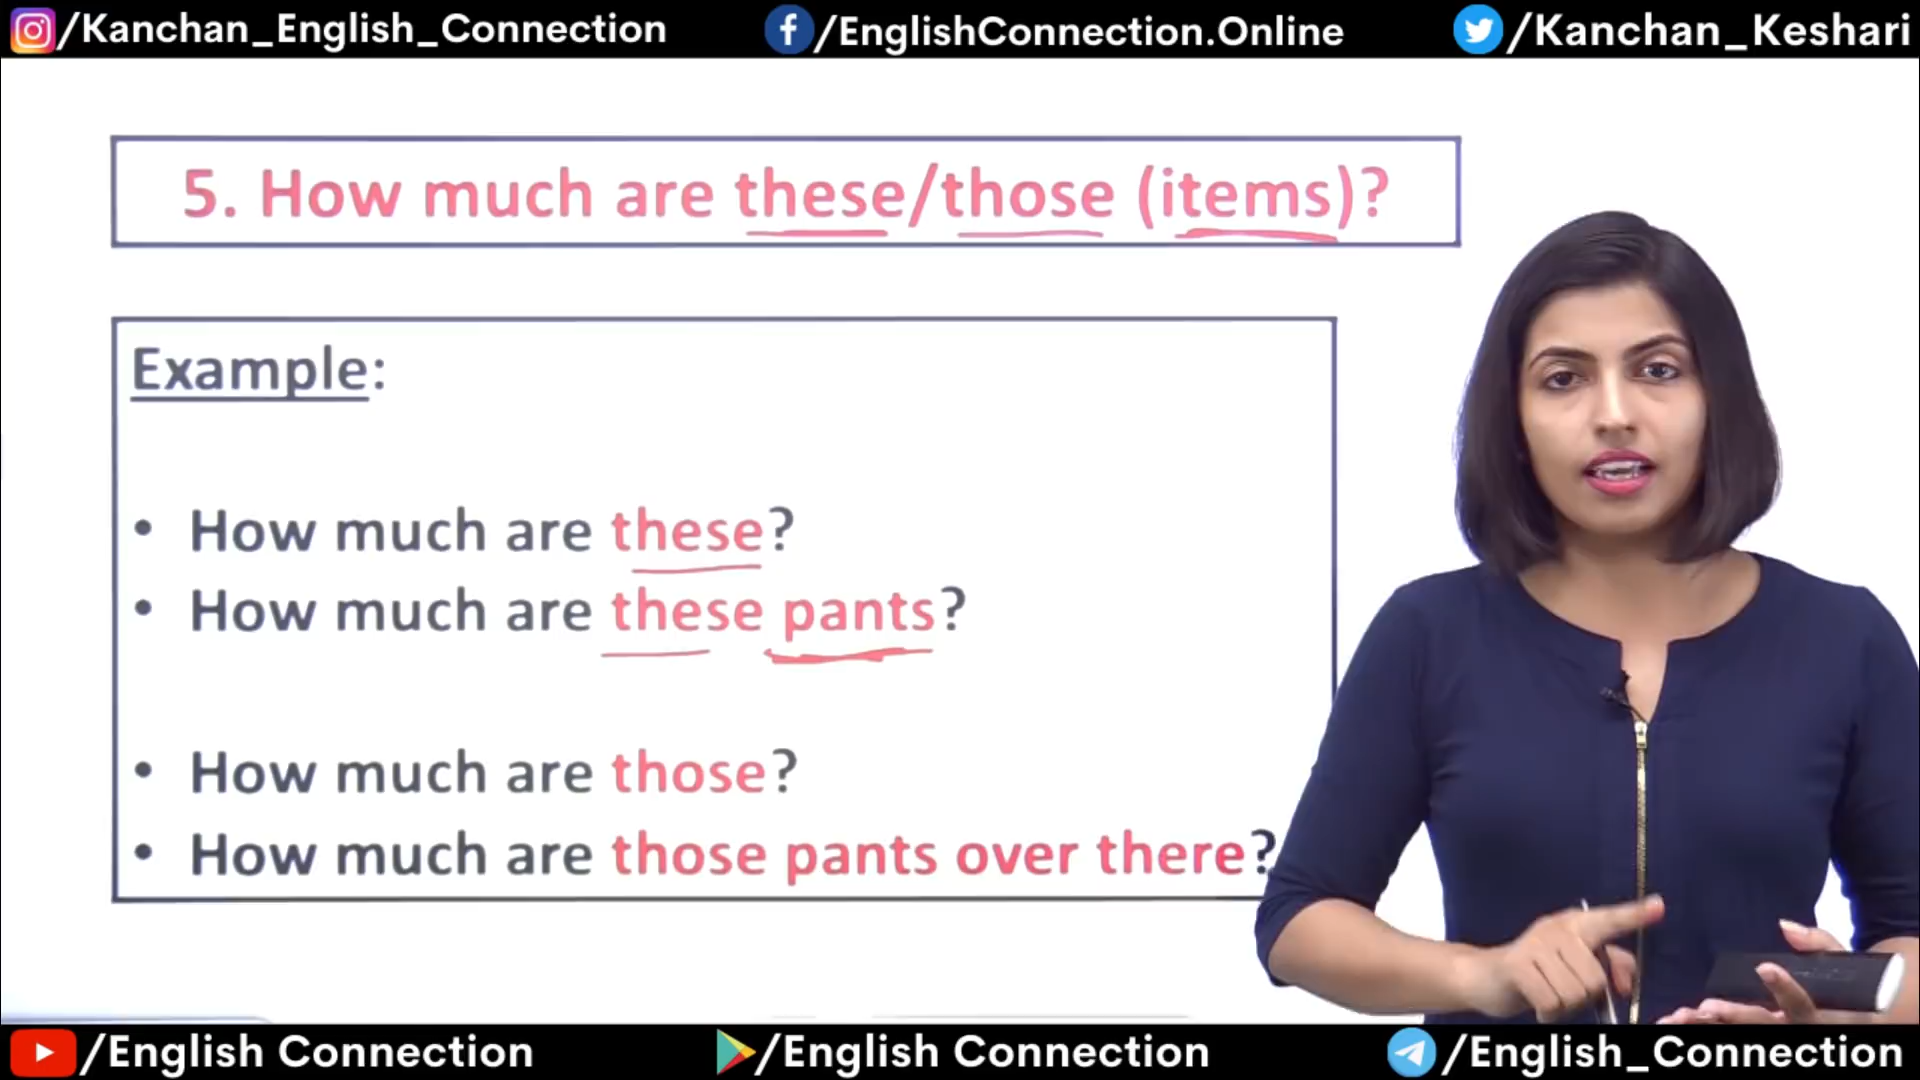 /Kanchan_English_Connection
/EnglishConnection.Online
/Kanchan_Keshari
5. How much are these/those (items)?
Example:
• How much are these?
• How much are these pants?
• How much are those?
• How much are those pants over there?
/English Connection
/English Connection
/English_Connection